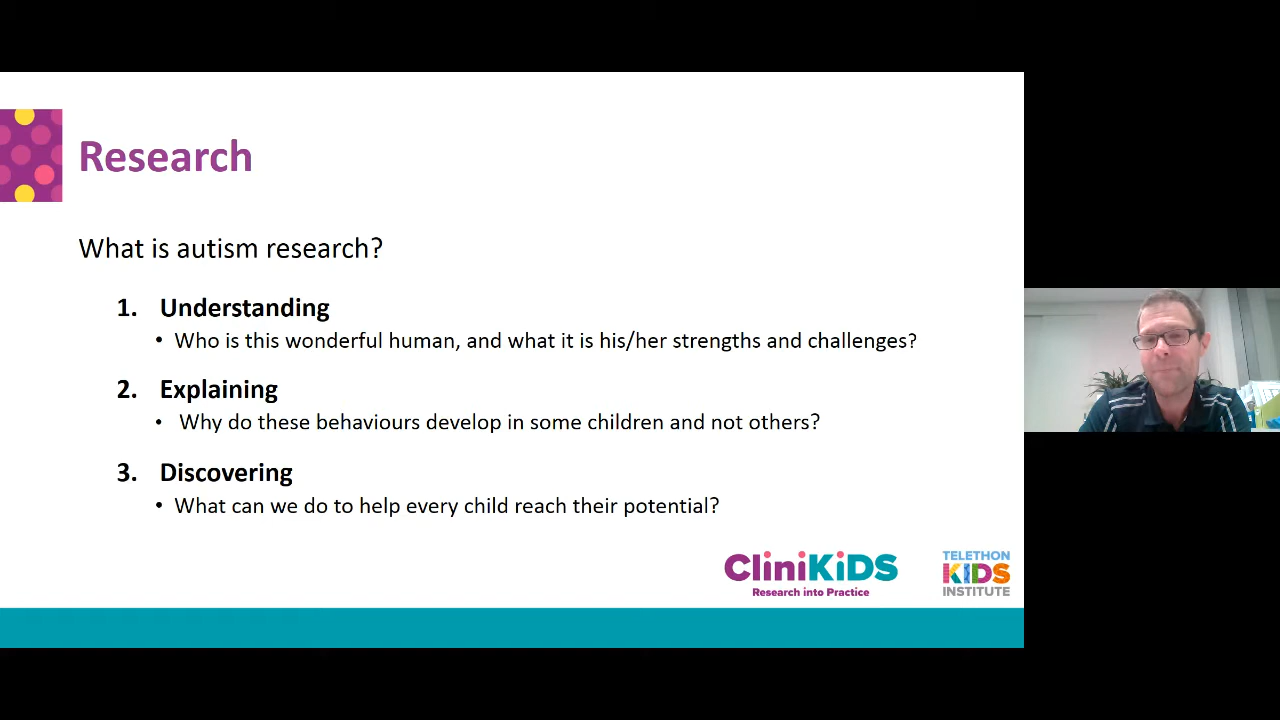 Research
What is autism research?
1. Understanding
• Who is this wonderful human, and what it is his/her strengths and challenges?
2. Explaining
• Why do these behaviours develop in some children and not others?
3. Discovering
• What can we do to help every child reach their potential?
CliniKiDS
Research into Practice
TELETHON
KIDS
INSTITUTE